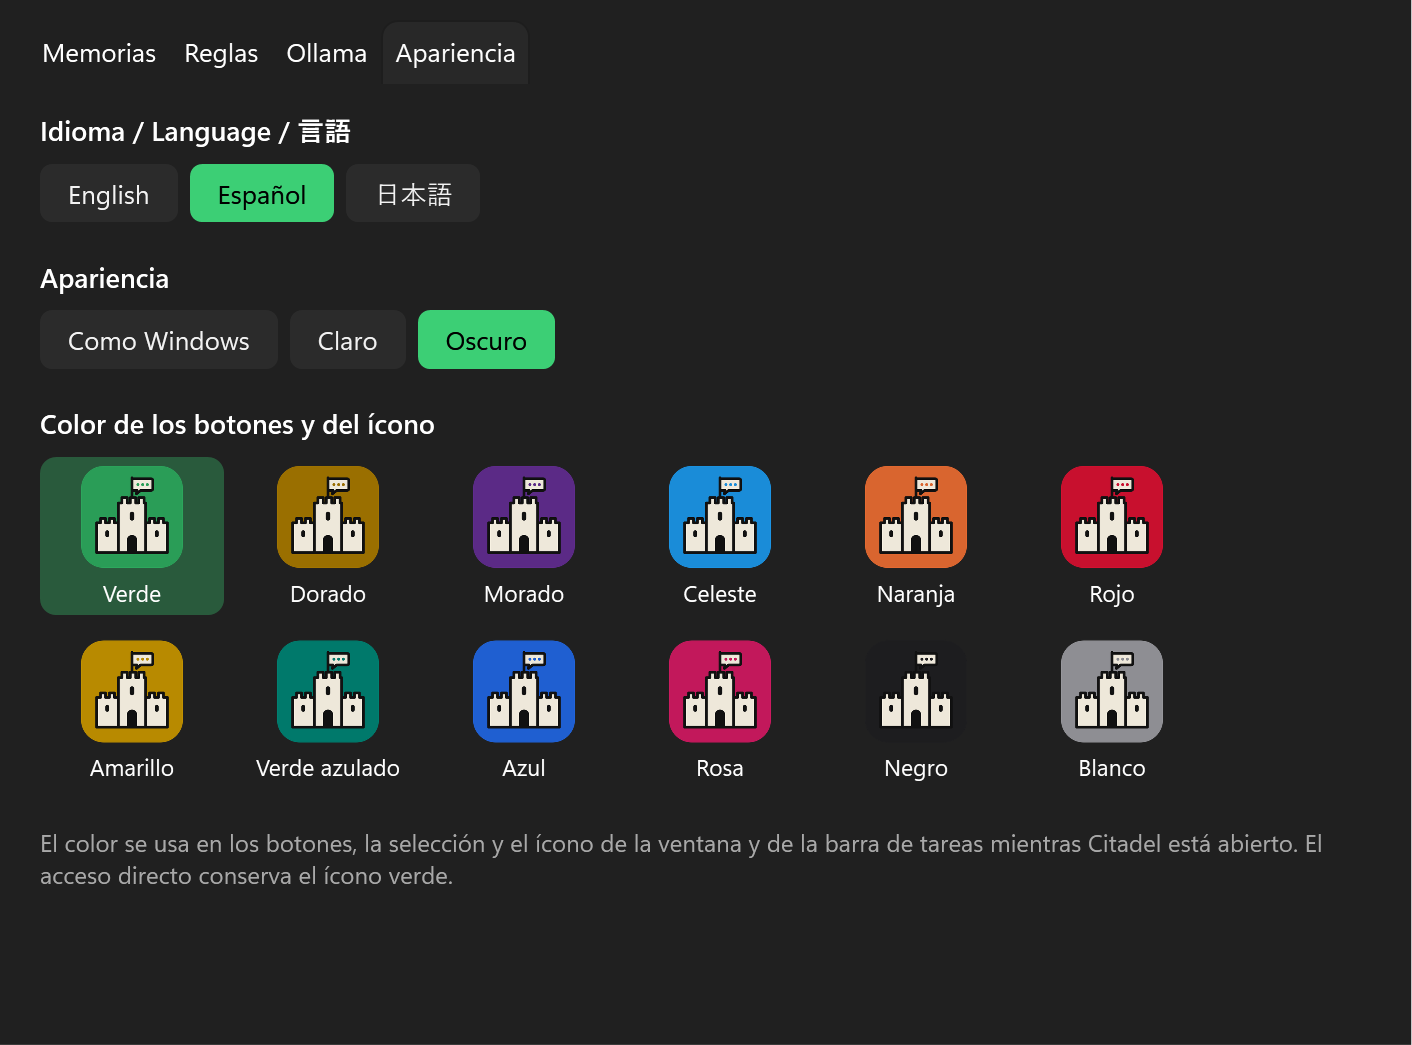 Memorias Reglas Ollama Apariencia
Idioma / Language / 言語
English Español 日本語
Apariencia
Como Windows Claro Oscuro
Color de los botones y del ícono
Verde Dorado Morado Celeste Naranja Rojo
Amarillo Verde azulado Azul Rosa Negro Blanco
El color se usa en los botones, la selección y el ícono de la ventana y de la barra de tareas mientras Citadel está abierto. El
acceso directo conserva el ícono verde.